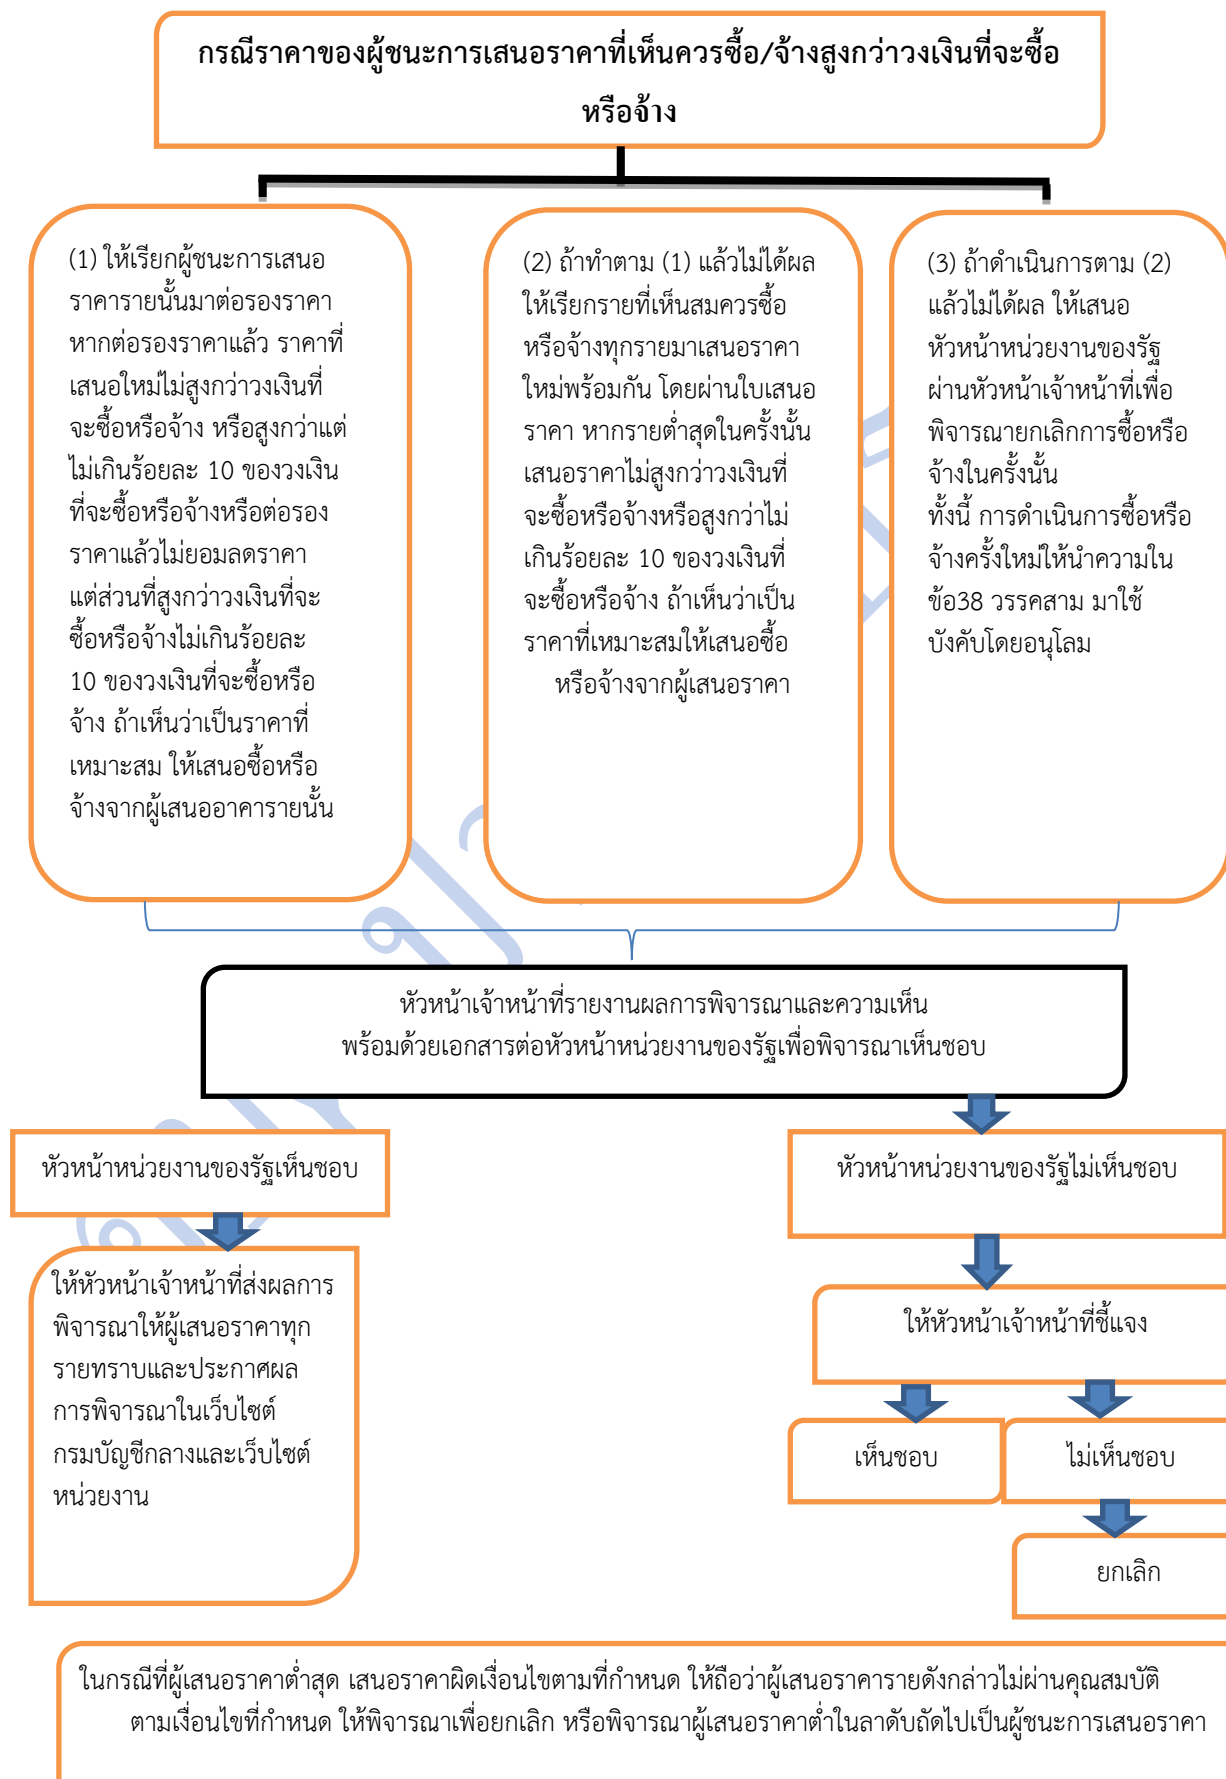 กรณีราคาของผู้ชนะการเสนอราคาที่เห็นควรซื้อ/จ้างสูงกว่าวงเงินที่จะซื้อ
หรือจ้าง
(1) ให้เรียกผู้ชนะการเสนอ
ราคารายนั้นมาต่อรองราคา
หากต่อรองราคาแล้ว ราคาที่
เสนอใหม่ไม่สูงกว่าวงเงินที่
จะซื้อหรือจ้าง หรือสูงกว่าแต่
ไม่เกินร้อยละ 10 ของวงเงิน
ที่จะซื้อหรือจ้างหรือต่อรอง
ราคาแล้วไม่ยอมลดราคา
แต่ส่วนที่สูงกว่าวงเงินที่จะ
ซื้อหรือจ้างไม่เกินร้อยละ
10 ของวงเงินที่จะซื้อหรือ
จ้าง ถ้าเห็นว่าเป็นราคาที่
เหมาะสม ให้เสนอซื้อหรือ
จ้างจากผู้เสนออาคารายนั้น
(2) ถ้าทำตาม (1) แล้วไม่ได้ผล
ให้เรียกรายที่เห็นสมควรซื้อ
หรือจ้างทุกรายมาเสนอราคา
ใหม่พร้อมกัน โดยผ่านใบเสนอ
ราคา หากรายต่ำสุดในครั้งนั้น
เสนอราคาไม่สูงกว่าวงเงินที่
จะซื้อหรือจ้างหรือสูงกว่าไม่
เกินร้อยละ 10 ของวงเงินที่
จะซื้อหรือจ้าง ถ้าเห็นว่าเป็น
ราคาที่เหมาะสมให้เสนอซื้อ
หรือจ้างจากผู้เสนอราคา
(3) ถ้าดำเนินการตาม (2)
แล้วไม่ได้ผล ให้เสนอ
หัวหน้าหน่วยงานของรัฐ
ผ่านหัวหน้าเจ้าหน้าที่เพื่อ
พิจารณายกเลิกการซื้อหรือ
จ้างในครั้งนั้น
ทั้งนี้ การดำเนินการซื้อหรือ
จ้างครั้งใหม่ให้นำความใน
ข้อ38 วรรคสาม มาใช้
บังคับโดยอนุโลม
หัวหน้าเจ้าหน้าที่รายงานผลการพิจารณาและความเห็น
พร้อมด้วยเอกสารต่อหัวหน้าหน่วยงานของรัฐเพื่อพิจารณาเห็นชอบ
หัวหน้าหน่วยงานของรัฐเห็นชอบ
ให้หัวหน้าเจ้าหน้าที่ส่งผลการ
พิจารณาให้ผู้เสนอราคาทุก
รายทราบและประกาศผล
การพิจารณาในเว็บไซต์
กรมบัญชีกลางและเว็บไซต์
หน่วยงาน
หัวหน้าหน่วยงานของรัฐไม่เห็นชอบ
ให้หัวหน้าเจ้าหน้าที่ชี้แจง
เห็นชอบ
ไม่เห็นชอบ
ยกเลิก
ในกรณีที่ผู้เสนอราคาต่ำสุด เสนอราคาผิดเงื่อนไขตามที่กำหนด ให้ถือว่าผู้เสนอราคารายดังกล่าวไม่ผ่านคุณสมบัติ
ตามเงื่อนไขที่กำหนด ให้พิจารณาเพื่อยกเลิก หรือพิจารณาผู้เสนอราคาต่ำในลาดับถัดไปเป็นผู้ชนะการเสนอราคา